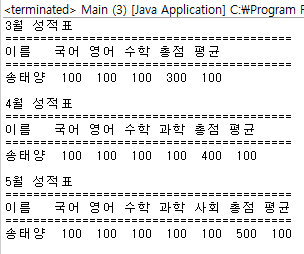 <terminated> Main (3) [Java Application] C:\Program F
3월 성적표
========================================
이름 국어 영어 수학 총점 평균
========================================
송태양 100 100 100 300 100
4월 성적표
========================================
이름 국어 영어 수학 과학 총점 평균
========================================
송태양 100 100 100 100 400 100
5월 성적표
========================================
이름 국어 영어 수학 과학 사회 총점 평균
========================================
송태양 100 100 100 100 100 500 100